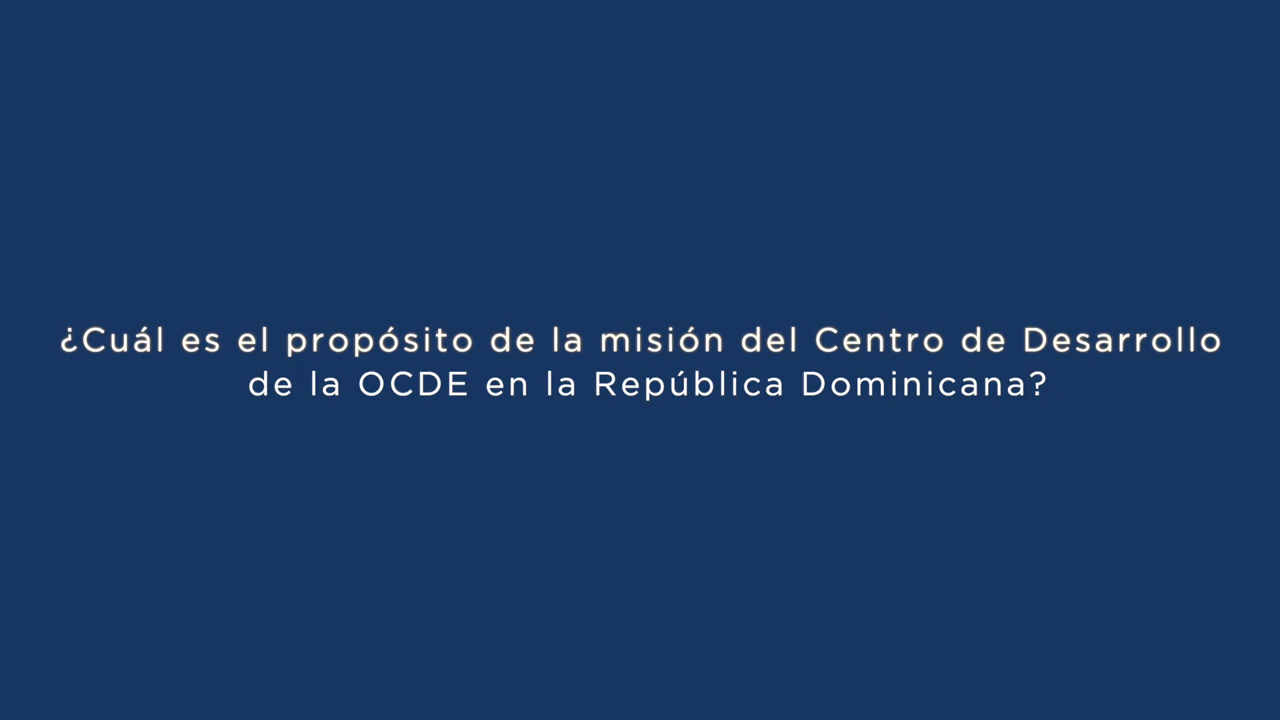 ¿Cuál es el propósito de la misión del Centro de Desarrollo
de la OCDE en la República Dominicana?